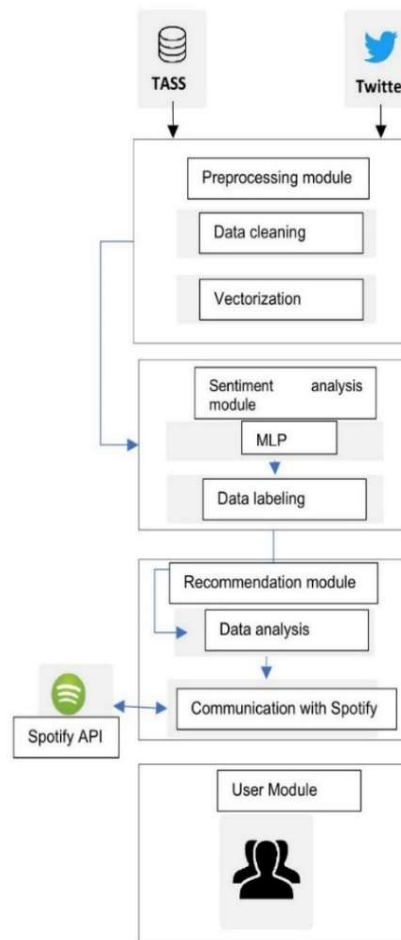 TASS
Twitte
Preprocessing module
Data cleaning
Vectorization
Sentiment analysis
module
MLP
Data labeling
Recommendation module
Data analysis
Communication with Spotify
Spotify API
User Module